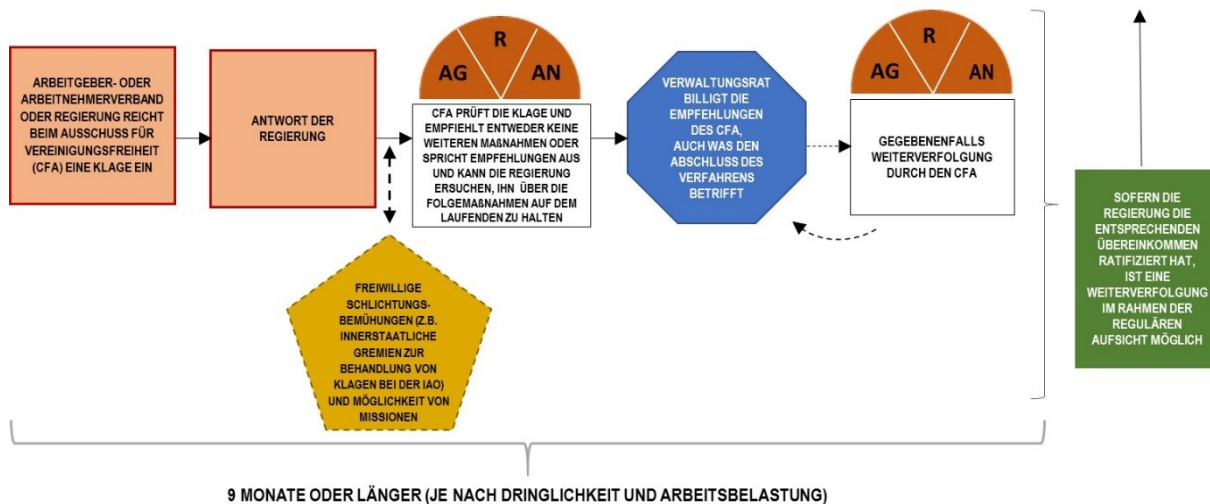 ARBEITGEBER- ODER
ARBEITNEHMERVERBAND
ODER REGIERUNG REICHT
BEIM AUSSCHUSS FÜR
VEREINIGUNGSFREIHEIT
(CFA) EINE KLAGE EIN
ANTWORT DER
REGIERUNG
AG
R
AN
CFA PRÜFT DIE KLAGE UND
EMPFIEHLT ENTWEDER KEINE
WEITEREN MAßNAHMEN ODER
SPRICHT EMPFEHLUNGEN AUS
UND KANN DIE REGIERUNG
ERSUCHEN, IHN ÜBER DIE
FOLGEMAßNAHMEN AUF DEM
LAUFENDEN ZU HALTEN
FREIWILLIGE
SCHLICHTUNGS-
BEMÜHUNGEN (Z.B.
INNERSTAATLICHE
GREMIEN ZUR
BEHANDLUNG VON
KLAGEN BEI DER IAO)
UND MÖGLICHKEIT VON
MISSIONEN
VERWALTUNGSRAT
BILLIGT DIE
EMPFEHLUNGEN
DES CFA,
AUCH WAS DEN
ABSCHLUSS DES
VERFAHRENS
BETRIFFT
AG
R
AN
GEGEBENENFALLS
WEITERVERFOLGUNG
DURCH DEN CFA
SOFERN DIE
REGIERUNG DIE
ENTSPRECHENDEN
ÜBEREINKOMMEN
RATIFIZIERT HAT,
IST EINE
WEITERVERFOLGUNG
IM RAHMEN DER
REGULÄREN
AUFSICHT MÖGLICH
9 MONATE ODER LÄNGER (JE NACH DRINGLICHKEIT UND ARBEITSBELASTUNG)